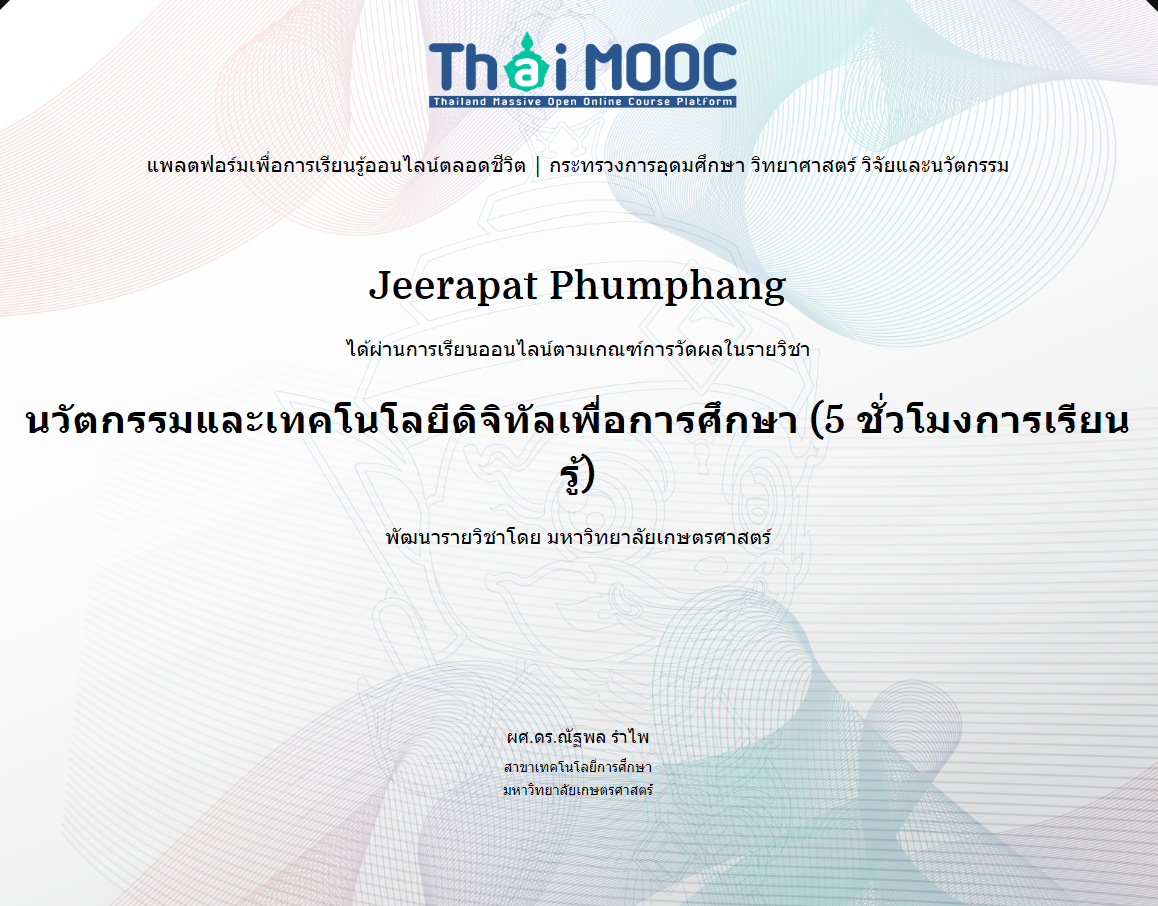 Thai MOOC
Thailand Massive Open Online Course Platform
แพลตฟอร์มเพื่อการเรียนรู้ออนไลน์ตลอดชีวิต | กระทรวงการอุดมศึกษา วิทยาศาสตร์ วิจัยและนวัตกรรม
Jeerapat Phumphang
ได้ผ่านการเรียนออนไลน์ตามเกณฑ์การวัดผลในรายวิชา
นวัตกรรมและเทคโนโลยีดิจิทัลเพื่อการศึกษา (5 ชั่วโมงการเรียน
รู้)
พัฒนารายวิชาโดย มหาวิทยาลัยเกษตรศาสตร์
ผศ.ดร.ณัฐพล รำไพ
สาขาเทคโนโลยีการศึกษา
มหาวิทยาลัยเกษตรศาสตร์